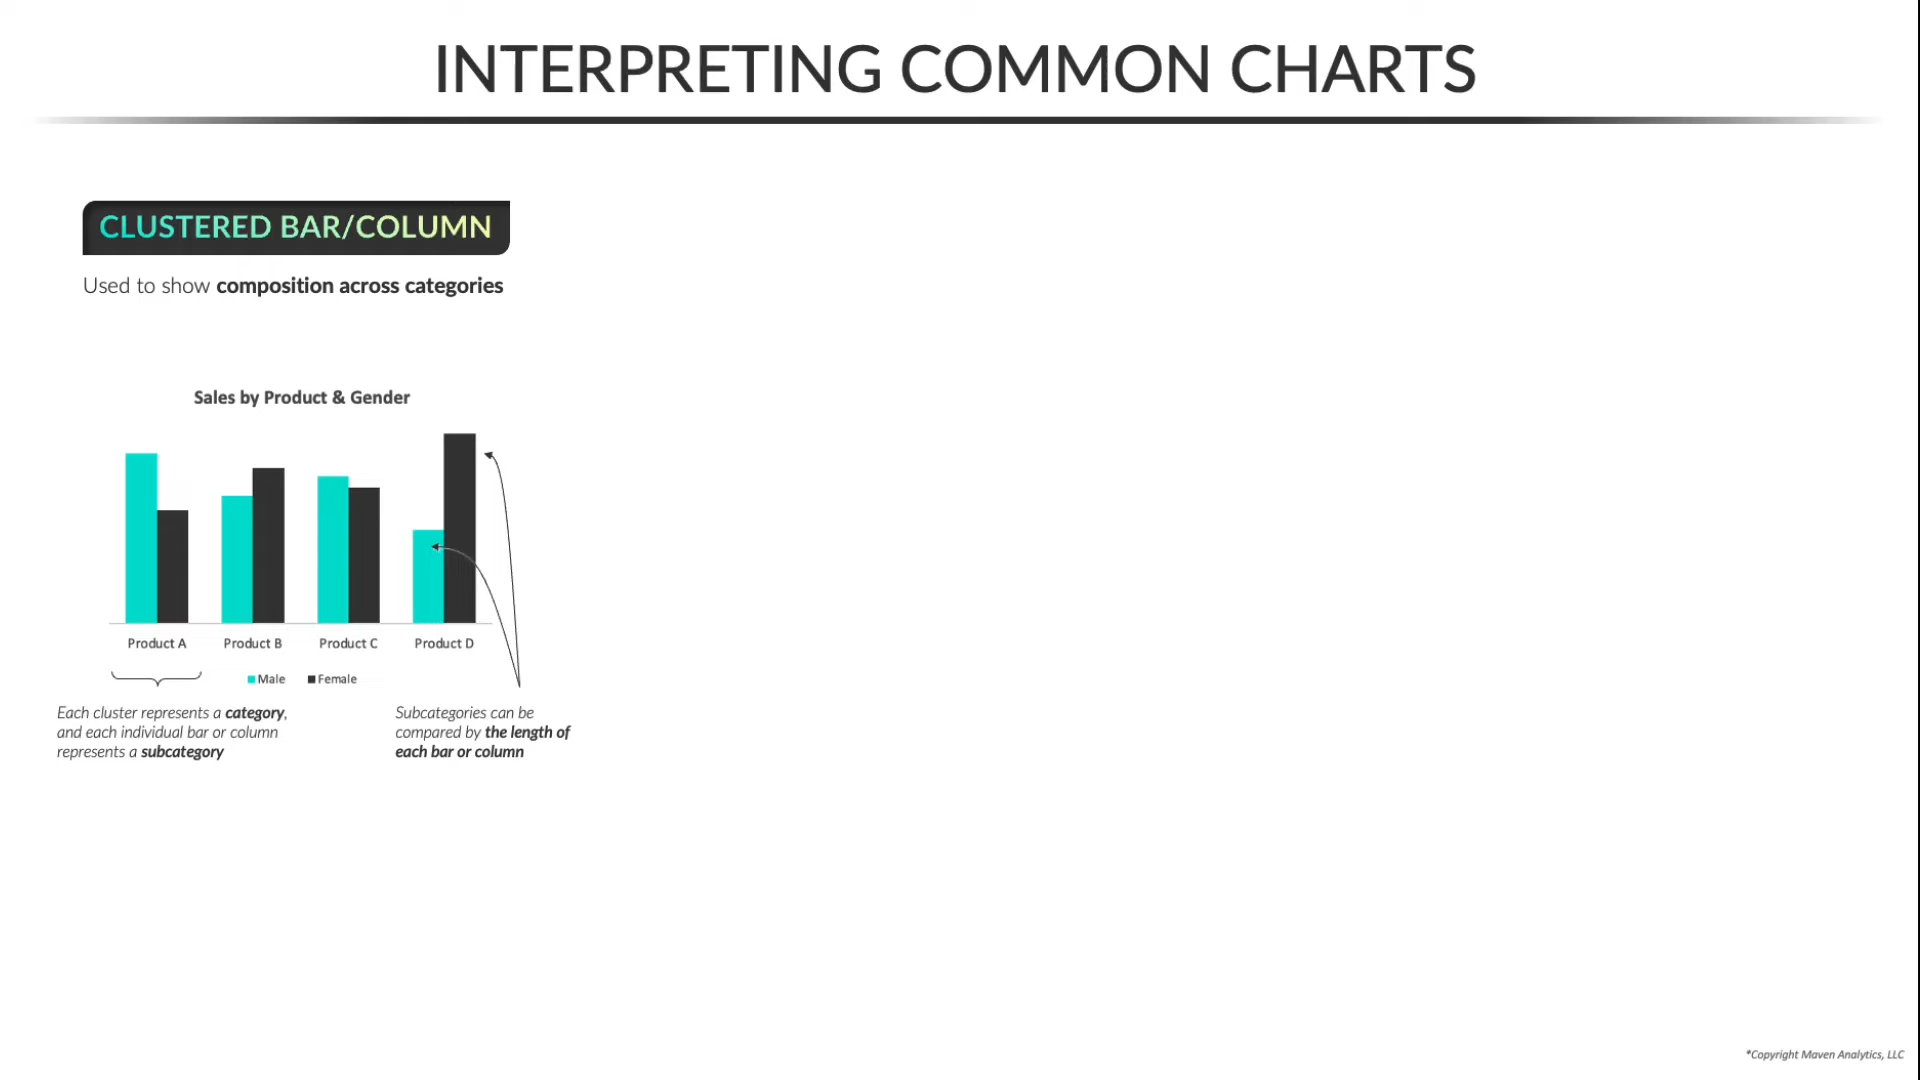 INTERPRETING COMMON CHARTS
CLUSTERED BAR/COLUMN
Used to show composition across categories
Sales by Product & Gender
Product A Product B Product C Product D
Male Female
Each cluster represents a category,
and each individual bar or column
represents a subcategory
Subcategories can be
compared by the length of
each bar or column
*Copyright Maven Analytics, LLC